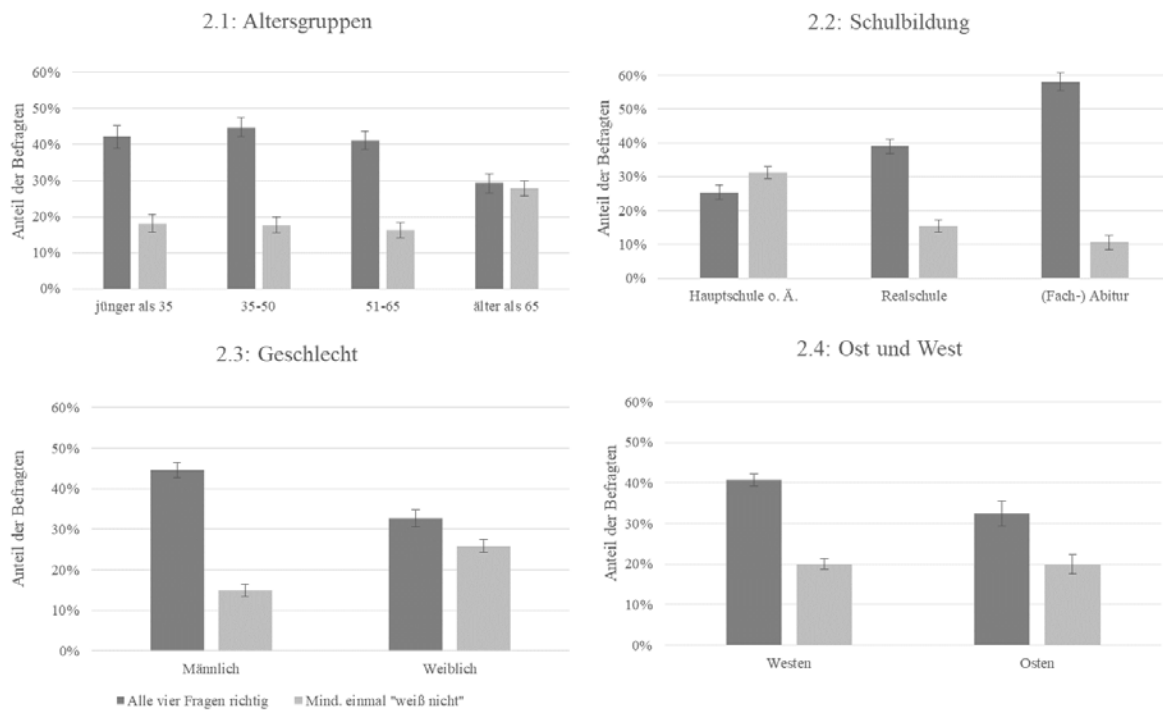 2.1: Altersgruppen
Anteil der Befragten
60%
50%
40%
30%
20%
10%
0%
jünger als 35
35-50
51-65
älter als 65
2.2: Schulbildung
Anteil der Befragten
60%
50%
40%
30%
20%
10%
0%
Hauptschule o. Ä.
Realschule
(Fach-) Abitur
2.3: Geschlecht
Anteil der Befragten
60%
50%
40%
30%
20%
10%
0%
Männlich
Weiblich
Alle vier Fragen richtig
Mind. einmal "weiß nicht"
2.4: Ost und West
Anteil der Befragten
60%
50%
40%
30%
20%
10%
0%
Westen
Osten